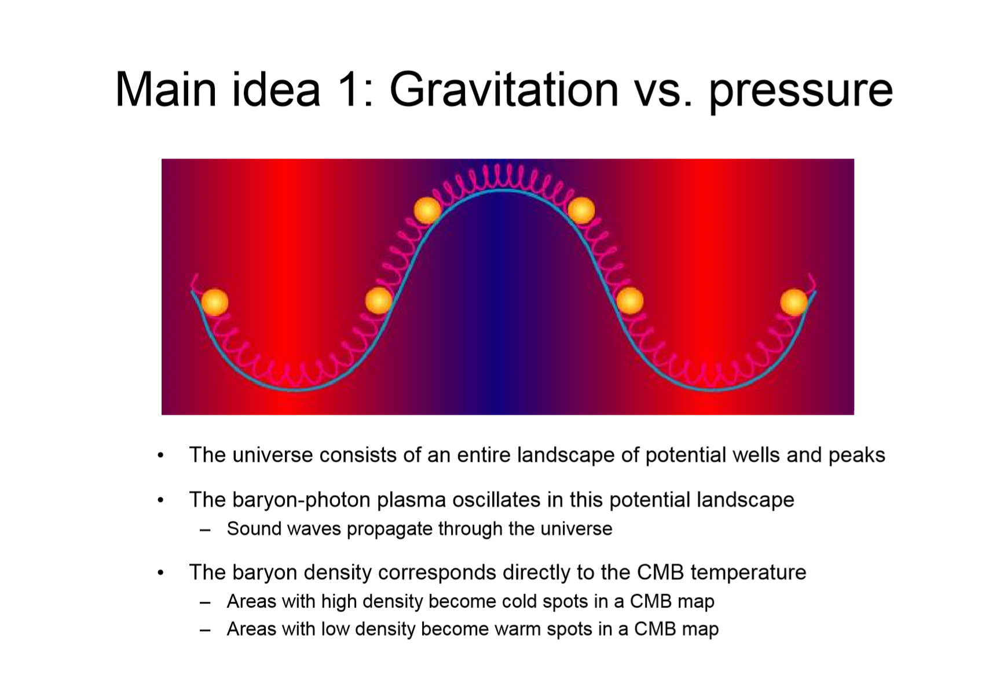 Main idea 1: Gravitation vs. pressure
• The universe consists of an entire landscape of potential wells and peaks
• The baryon-photon plasma oscillates in this potential landscape
– Sound waves propagate through the universe
• The baryon density corresponds directly to the CMB temperature
– Areas with high density become cold spots in a CMB map
– Areas with low density become warm spots in a CMB map